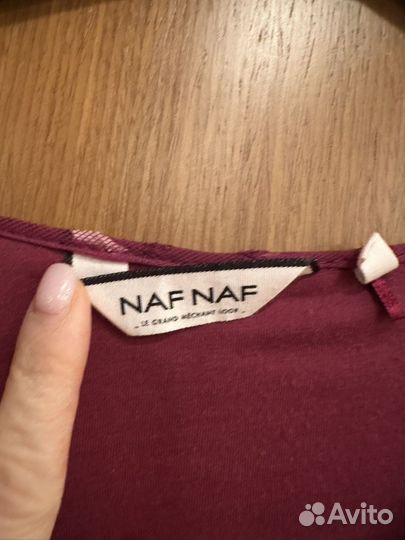 NAF NAF
_ LE GRAND MÉCHANT LOOK _
Avito